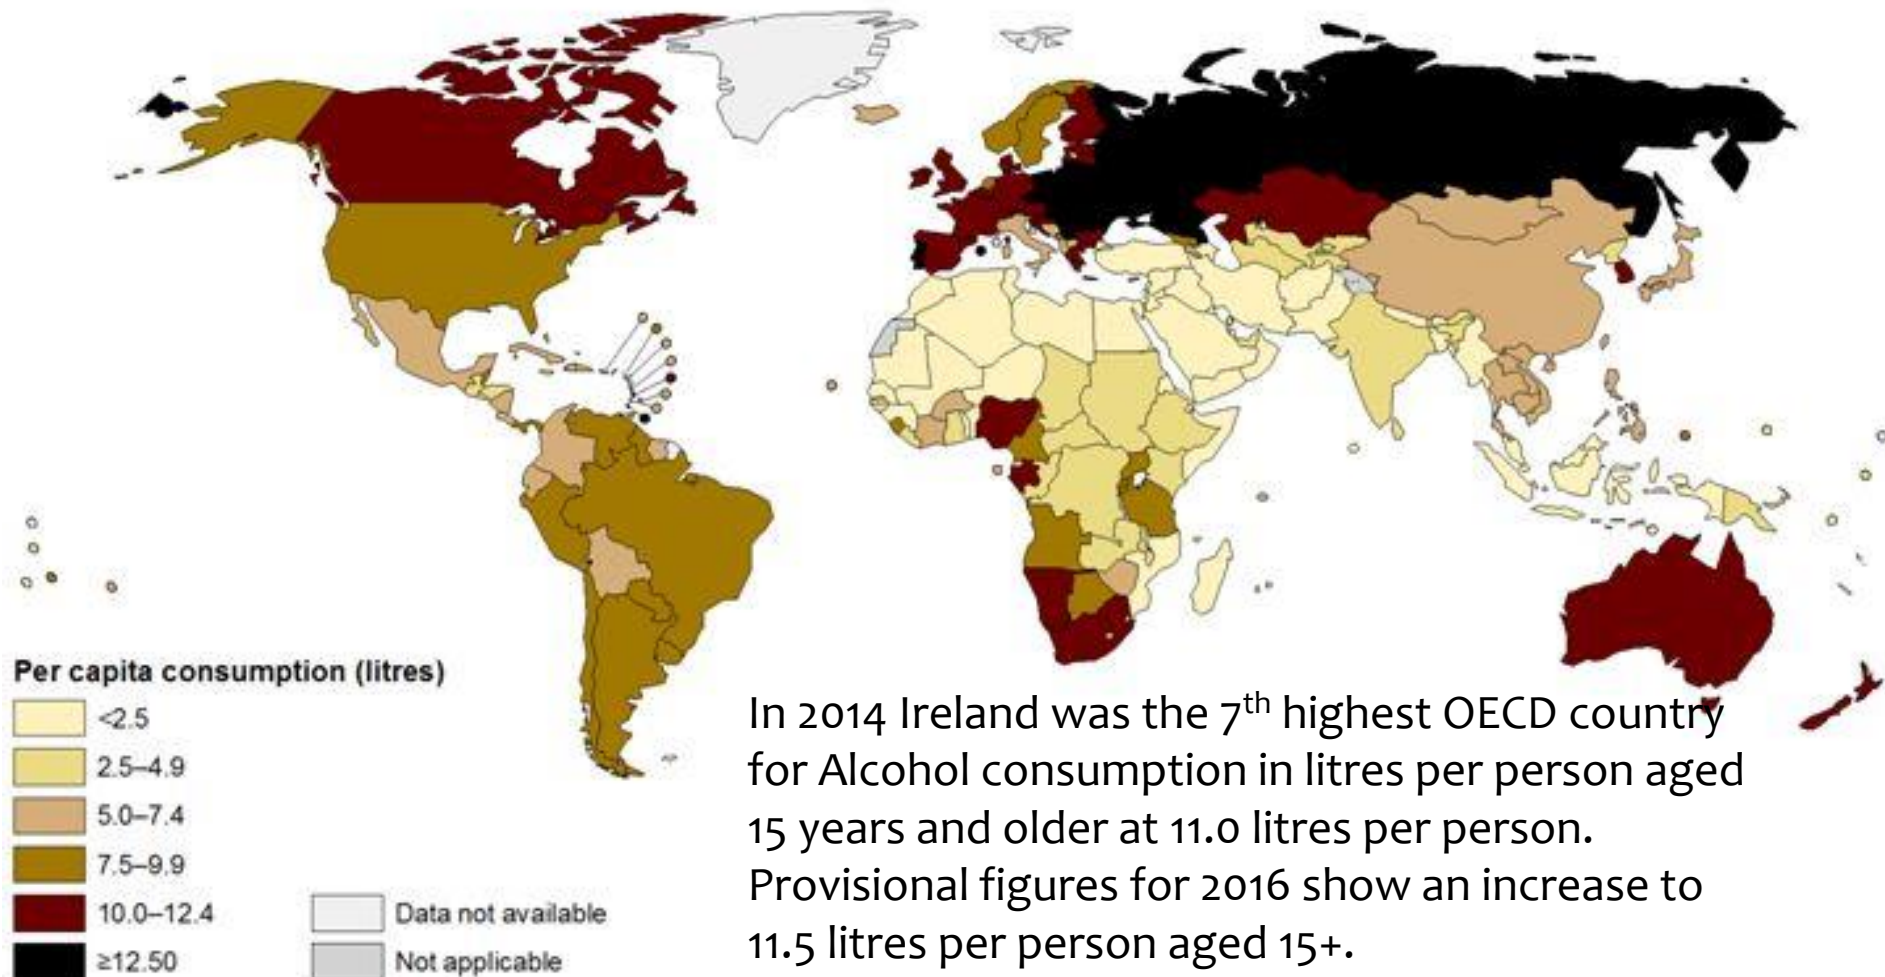 Per capita consumption (litres)
<2.5
2.5–4.9
5.0–7.4
7.5–9.9
10.0–12.4
≥12.50
Data not available
Not applicable
In 2014 Ireland was the 7th highest OECD country
for Alcohol consumption in litres per person aged
15 years and older at 11.0 litres per person.
Provisional figures for 2016 show an increase to
11.5 litres per person aged 15+.